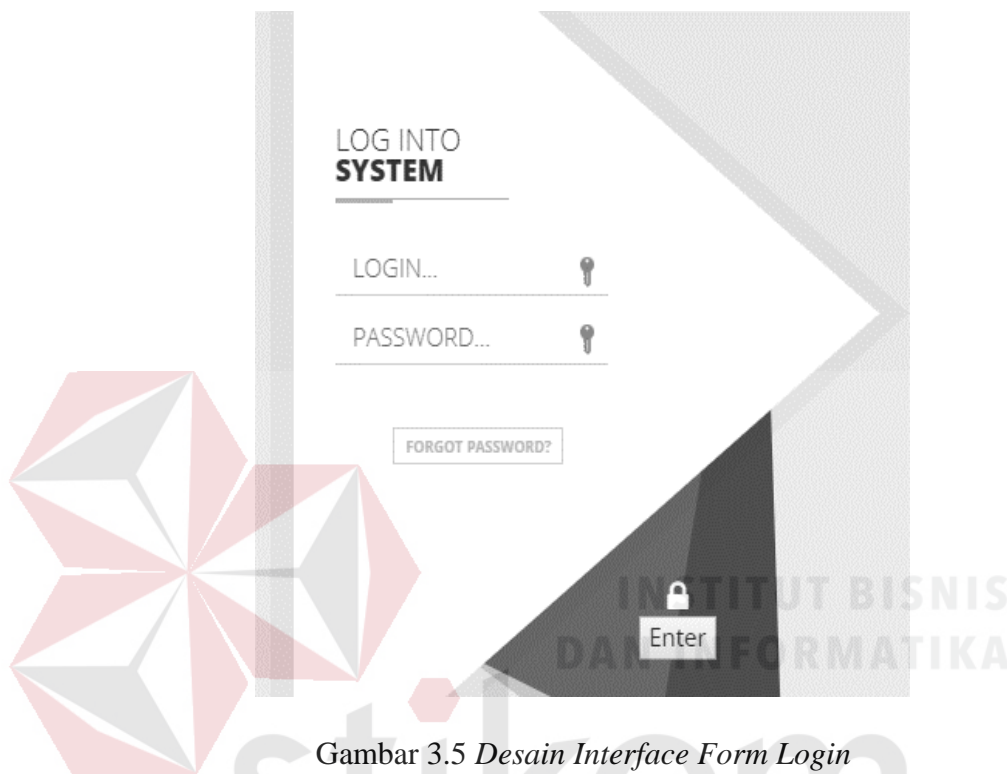 LOG INTO
SYSTEM
LOGIN...
PASSWORD...
FORGOT PASSWORD?
INSTITUT BISNIS
DAN INFORMATIKA
Enter
stikom
Gambar 3.5 Desain Interface Form Login